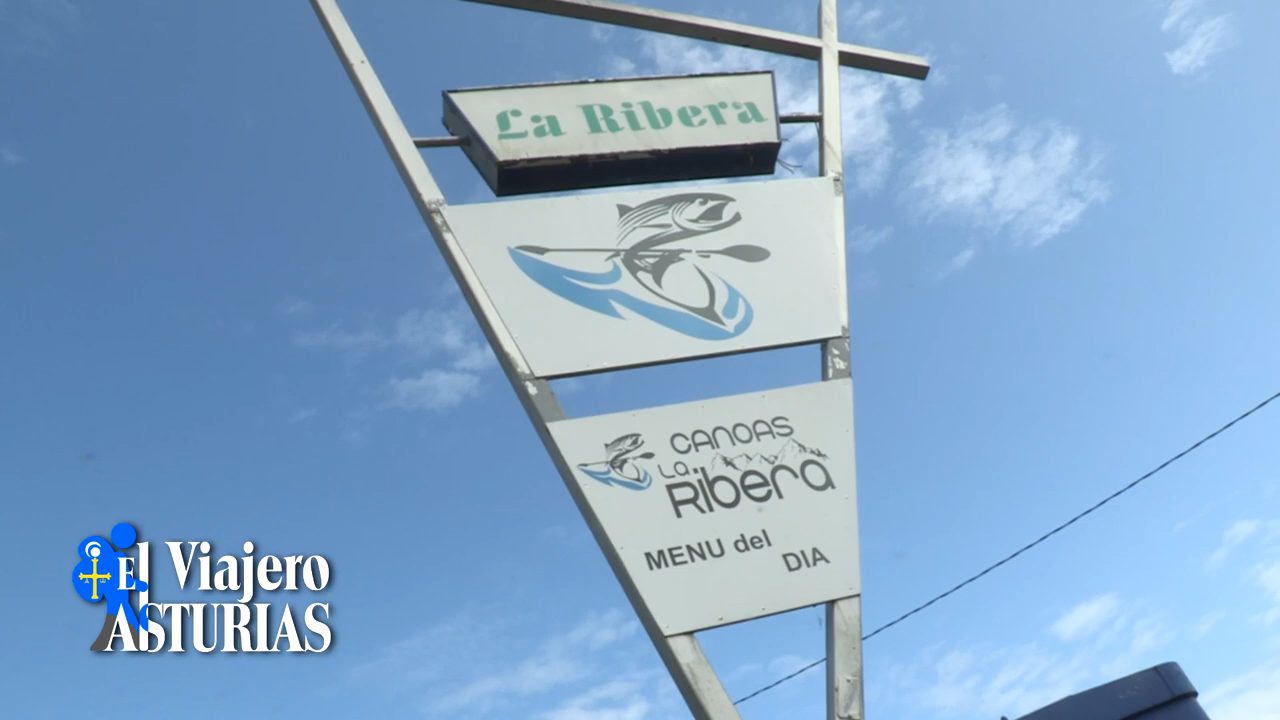 La Ribera
CANOAS
LA
RIBERA
MENU del
DIA
El Viajero
ASTURIAS